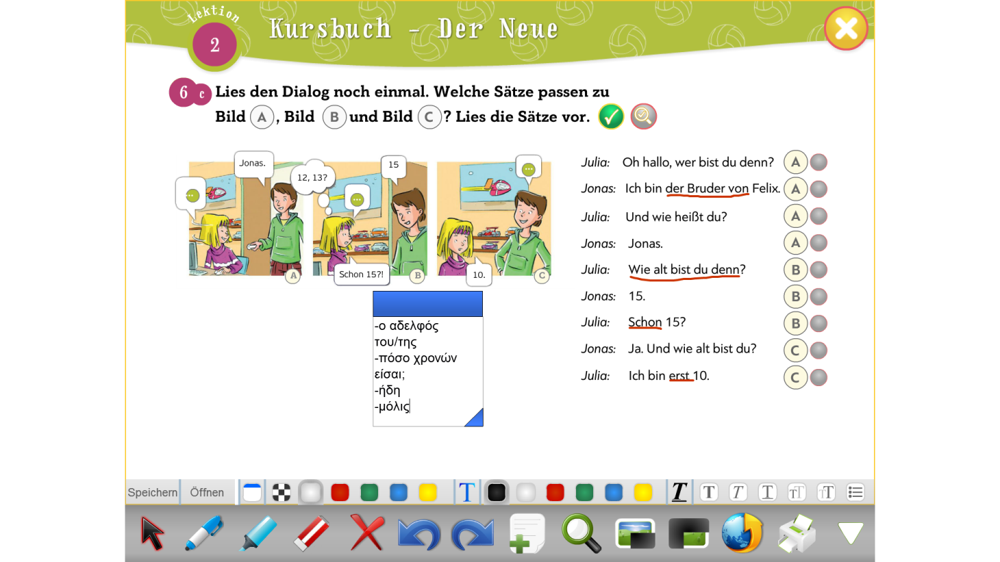 Lektion
2
Kursbuch - Der Neue
6 c Lies den Dialog noch einmal. Welche Sätze passen zu
Bild A, Bild B und Bild C? Lies die Sätze vor.
Jonas.
12, 13?
15
Schon 15?!
10.
A
B
C
Julia: Oh hallo, wer bist du denn? A
Jonas: Ich bin der Bruder von Felix. A
Julia: Und wie heißt du? A
Jonas: Jonas. A
Julia: Wie alt bist du denn? B
Jonas: 15. B
Julia: Schon 15? B
Jonas: Ja. Und wie alt bist du? C
Julia: Ich bin erst 10. C
-ο αδελφός
του/της
-πόσο χρονών
είσαι;
-ήδη
-μόλις
Speichern Öffnen T T T T T TT TT